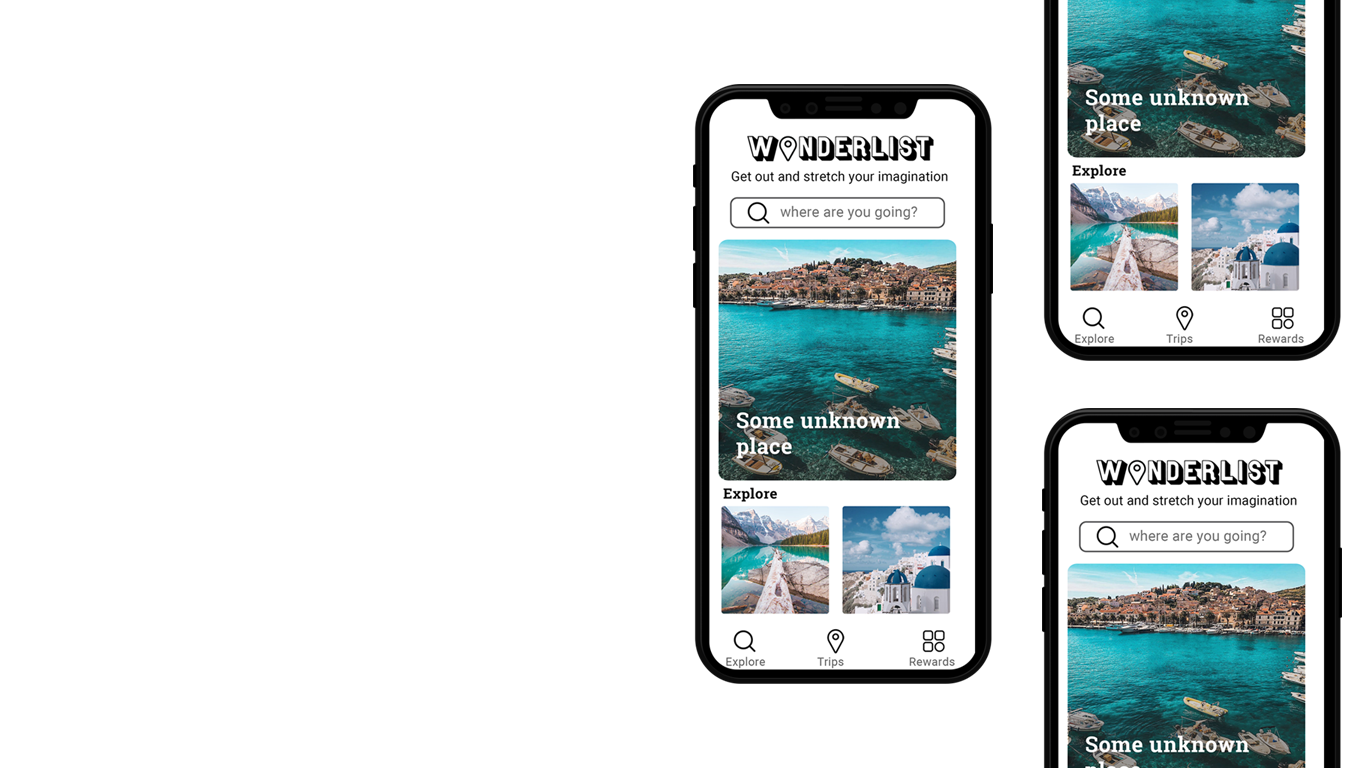 WONDERLIST
Get out and stretch your imagination
where are you going?
Some unknown
place
Explore
Explore Trips Rewards
Some unknown
place
Explore
Explore Trips Rewards
WONDERLIST
Get out and stretch your imagination
where are you going?
Some unknown
place